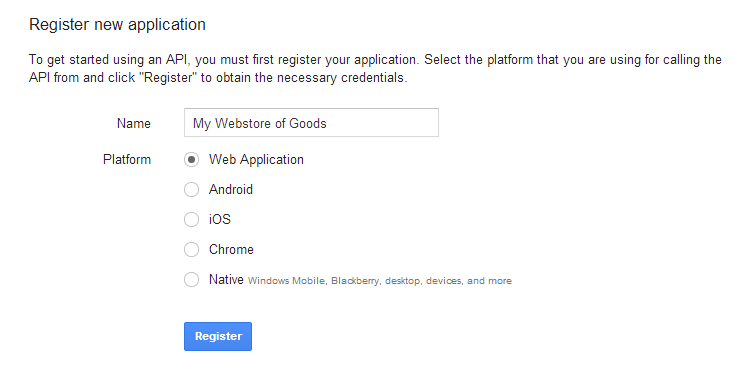 Register new application
To get started using an API, you must first register your application. Select the platform that you are using for calling the
API from and click "Register" to obtain the necessary credentials.
Name My Webstore of Goods
Platform Web Application
Android
iOS
Chrome
Native Windows Mobile, Blackberry, desktop, devices, and more
Register